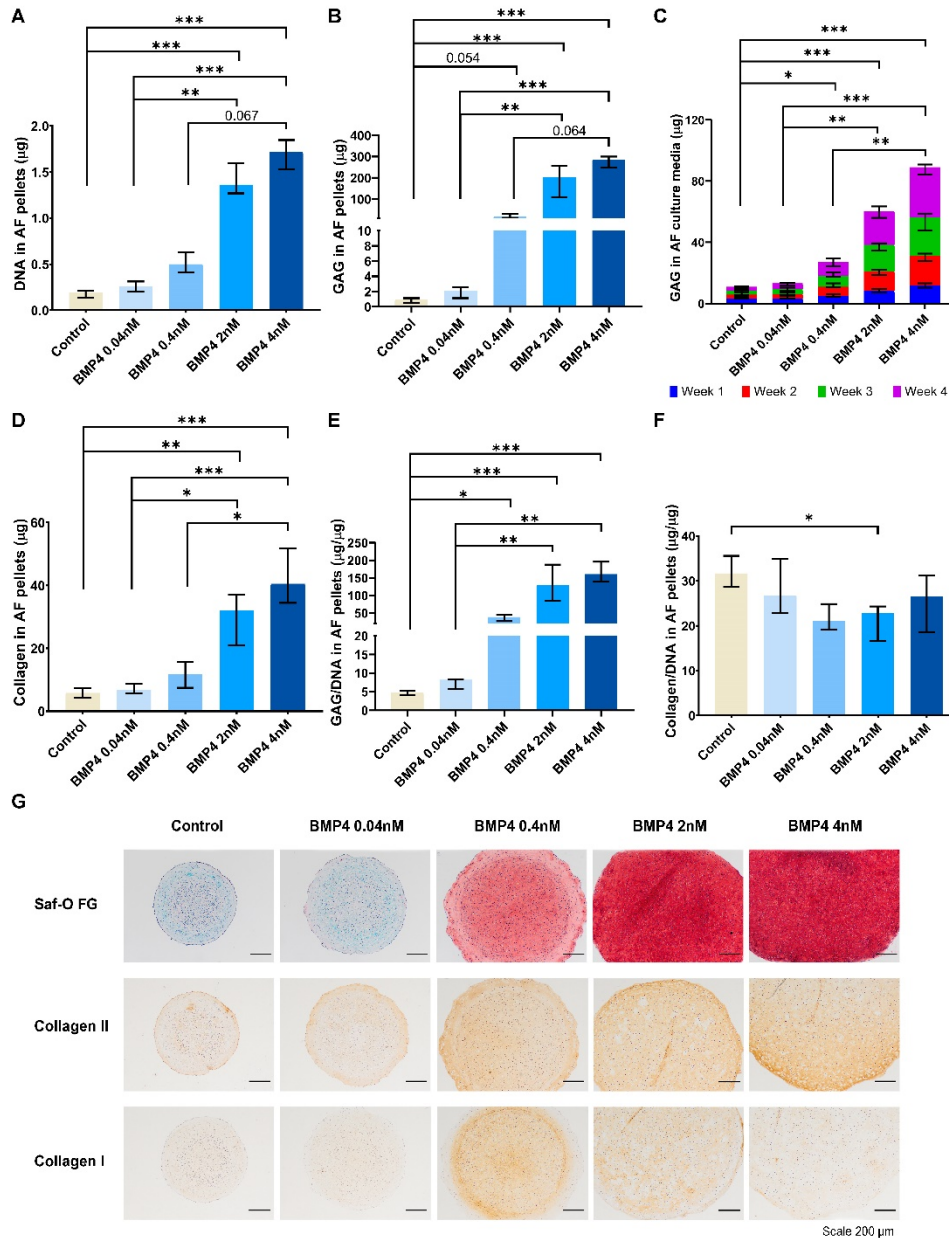 A
***
***
***
**
0.067
DNA in AF pellets (µg)
2.0
1.5
1.0
0.5
0.0
Control
BMP4 0.04nM
BMP4 0.4nM
BMP4 2nM
BMP4 4nM
B
***
***
0.054
***
**
0.064
GAG in AF pellets (µg)
400
300
200
100
10
8
6
4
2
0
Control
BMP4 0.04nM
BMP4 0.4nM
BMP4 2nM
BMP4 4nM
C
***
***
*
***
**
**
GAG in AF culture media (µg)
120
80
40
0
Control
BMP4 0.04nM
BMP4 0.4nM
BMP4 2nM
BMP4 4nM
Week 1 Week 2 Week 3 Week 4
D
***
**
***
*
*
Collagen in AF pellets (µg)
60
40
20
0
Control
BMP4 0.04nM
BMP4 0.4nM
BMP4 2nM
BMP4 4nM
E
***
***
*
**
**
GAG/DNA in AF pellets (µg/µg)
200
150
100
50
20
15
10
5
0
Control
BMP4 0.04nM
BMP4 0.4nM
BMP4 2nM
BMP4 4nM
F
*
Collagen/DNA in AF pellets (µg/µg)
40
30
20
10
0
Control
BMP4 0.04nM
BMP4 0.4nM
BMP4 2nM
BMP4 4nM
G
Control BMP4 0.04nM BMP4 0.4nM BMP4 2nM BMP4 4nM
Saf-O FG
Collagen II
Collagen I
Scale 200 µm